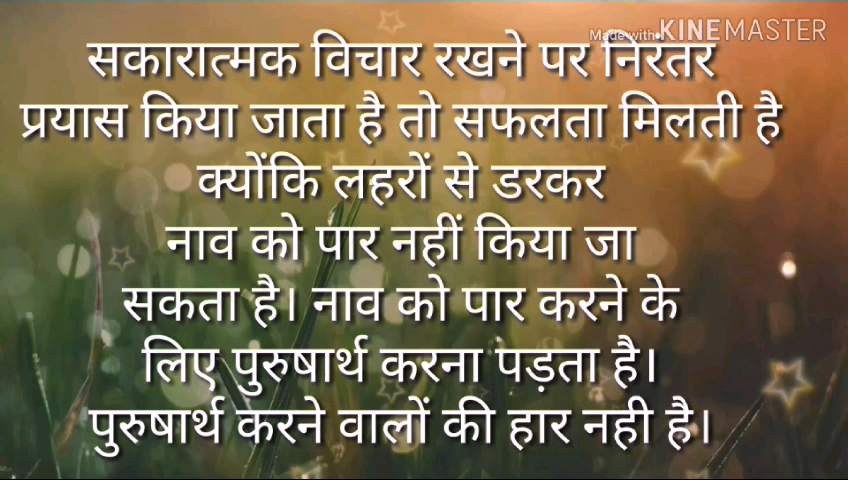 Made with KINEMASTER
सकारात्मक विचार रखने पर निरंतर
प्रयास किया जाता है तो सफलता मिलती है
क्योंकि लहरों से डरकर
नाव को पार नहीं किया जा
सकता है। नाव को पार करने के
लिए पुरुषार्थ करना पड़ता है।
पुरुषार्थ करने वालों की हार नही है।